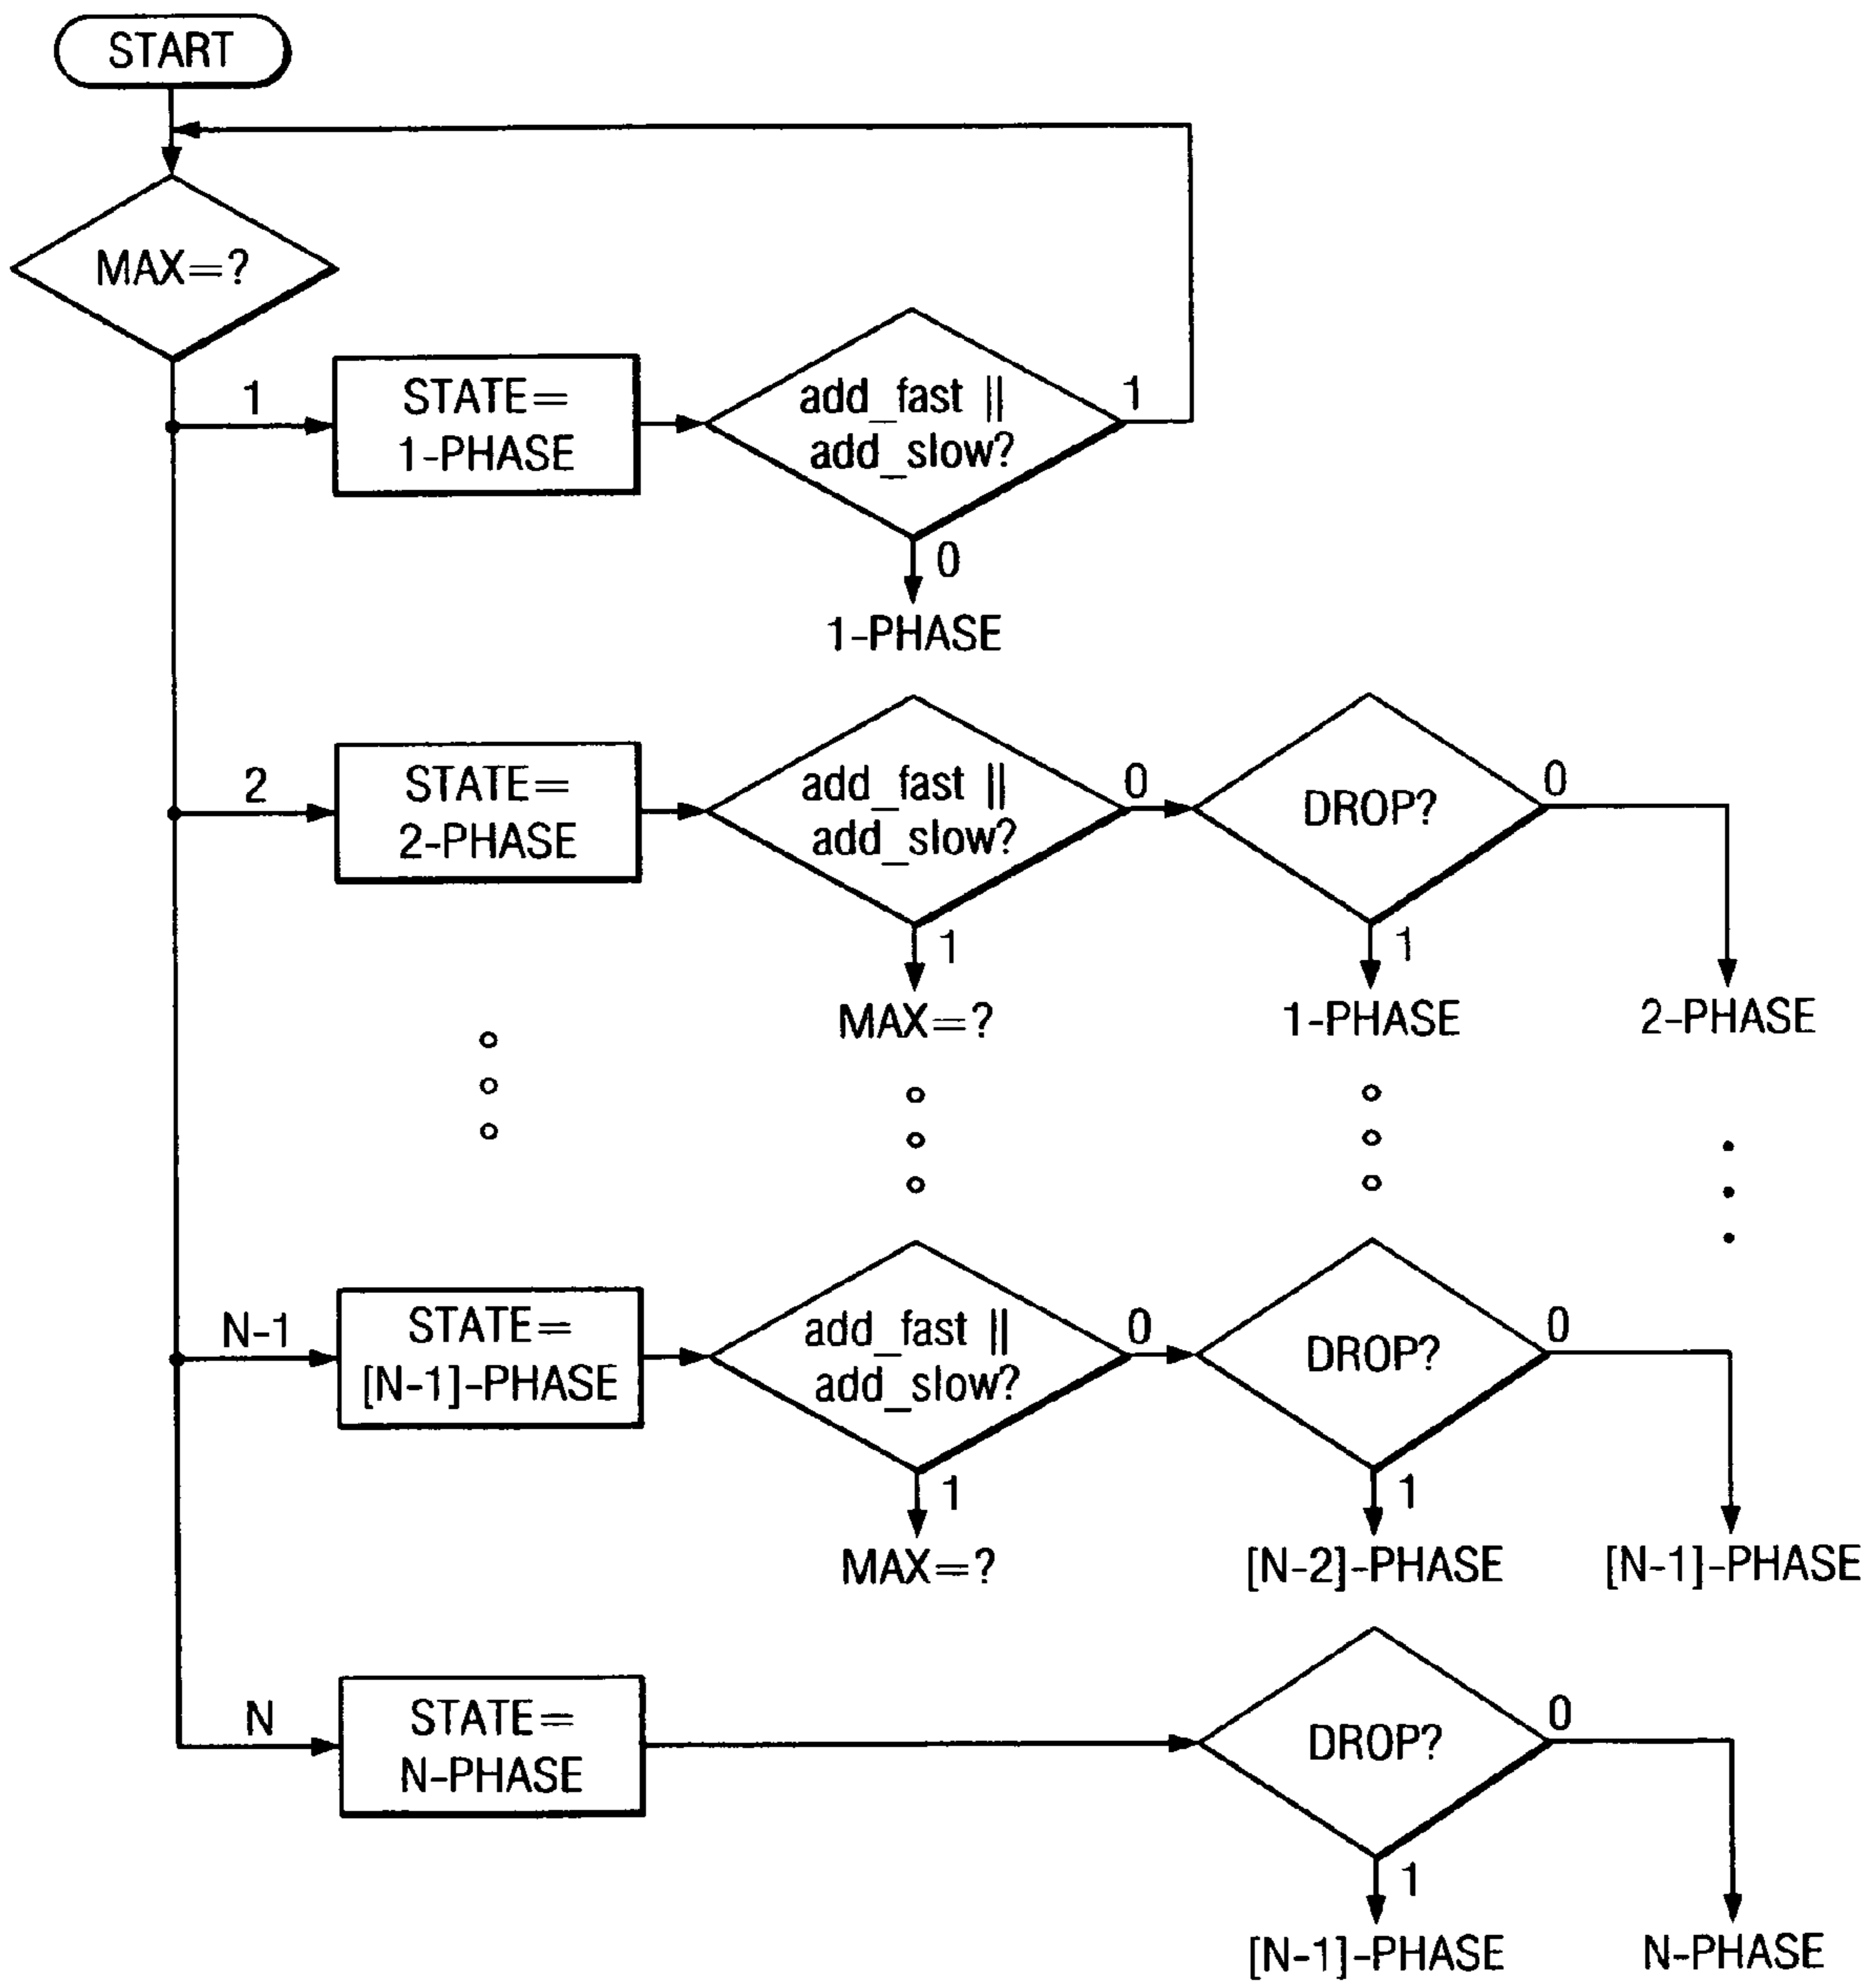 START
MAX=?
1
STATE=
1-PHASE
add_fast ||
add_slow?
1
0
1-PHASE
2
STATE=
2-PHASE
add_fast ||
add_slow?
0
1
MAX=?
DROP?
0
1
1-PHASE
2-PHASE
N-1
STATE=
[N-1]-PHASE
add_fast ||
add_slow?
0
1
MAX=?
DROP?
0
1
[N-2]-PHASE
[N-1]-PHASE
N
STATE=
N-PHASE
DROP?
0
1
[N-1]-PHASE
N-PHASE